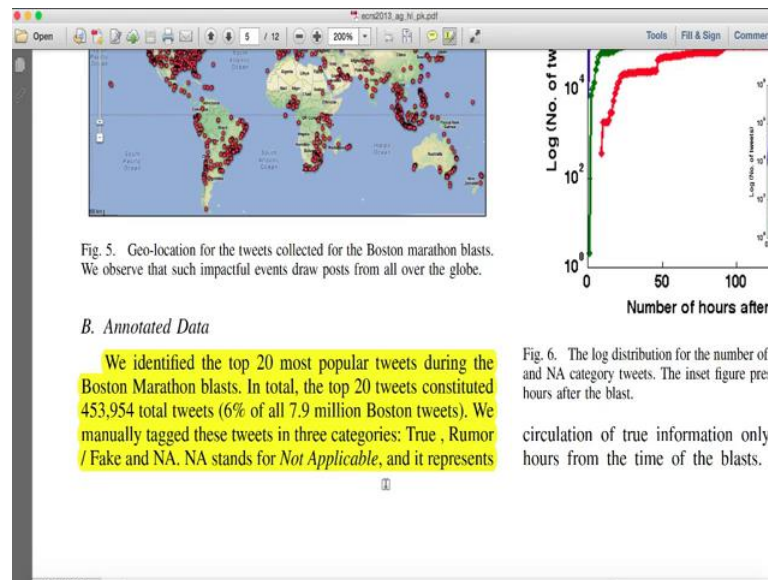 ecrs2013_ag_hl_pk.pdf
Open
5 / 12
200%
Tools
Fill & Sign
Commen
Log (No. of tw
10^4
10^2
10^0
0
50
100
Number of hours after
Log (No. of tweets)
Fig. 5. Geo-location for the tweets collected for the Boston marathon blasts.
We observe that such impactful events draw posts from all over the globe.
B. Annotated Data
We identified the top 20 most popular tweets during the
Boston Marathon blasts. In total, the top 20 tweets constituted
453,954 total tweets (6% of all 7.9 million Boston tweets). We
manually tagged these tweets in three categories: True , Rumor
/ Fake and NA. NA stands for Not Applicable, and it represents
Fig. 6. The log distribution for the number of
and NA category tweets. The inset figure pres
hours after the blast.
circulation of true information only
hours from the time of the blasts.